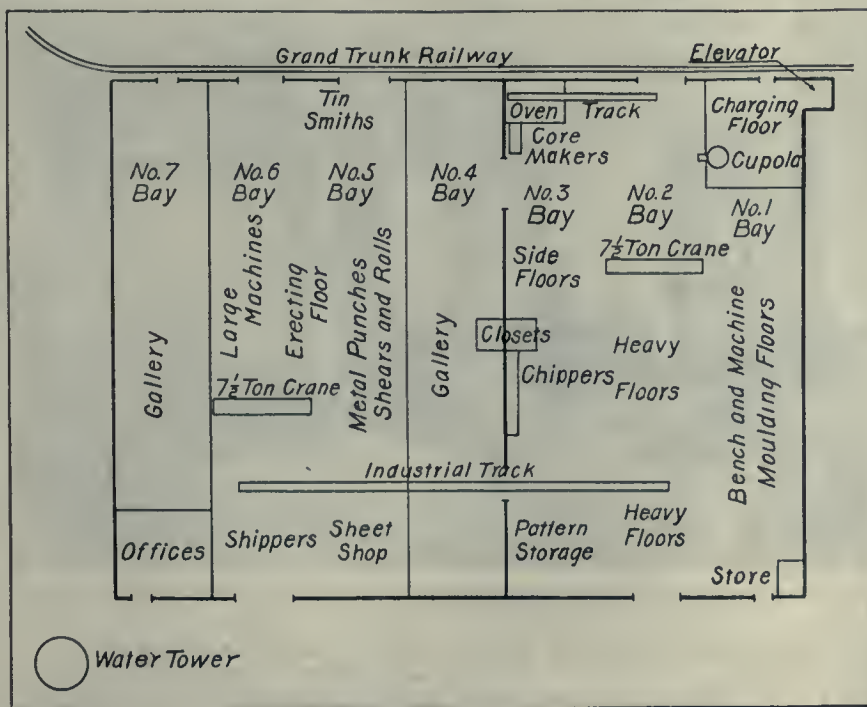 Grand Trunk Railway
Elevator
Tin
Smiths
Oven
Track
Core
Makers
Charging
Floor
Cupola
No.7
Bay
No.6
Bay
No.5
Bay
No.4
Bay
No.3
Bay
No.2
Bay
No.1
Bay
Large
Machines
Erecting
Floor
Metal Punches
Shears and Rolls
Side
Floors
7½ Ton Crane
Gallery
7½ Ton Crane
Gallery
Closets
Chippers
Heavy
Floors
Bench and Machine
Moulding Floors
Industrial Track
Offices
Shippers
Sheet
Shop
Pattern
Storage
Heavy
Floors
Store
Water Tower